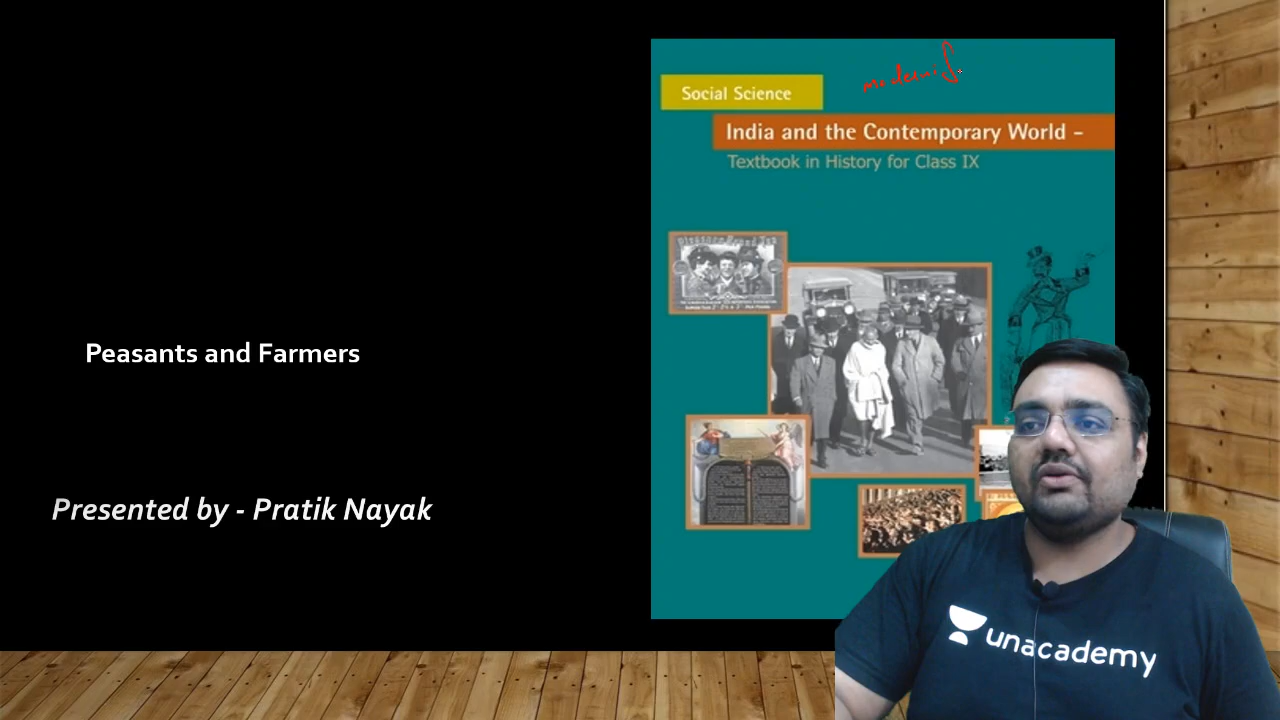 Social Science
India and the Contemporary World -
Textbook in History for Class IX
Peasants and Farmers
Presented by - Pratik Nayak
unacademy